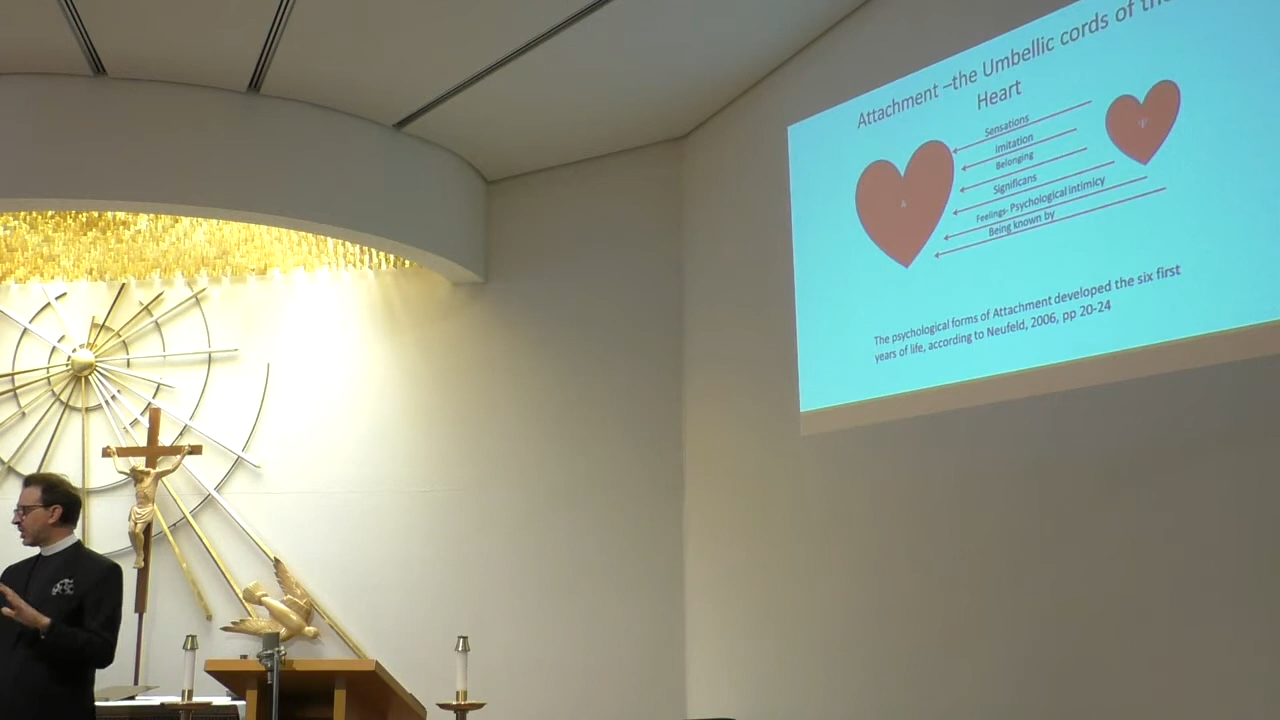 Attachment –the Umbellic cords of the
Heart
Sensations
Imitation
Belonging
Significans
Feelings- Psychological intimicy
Being known by
The psychological forms of Attachment developed the six first
years of life, according to Neufeld, 2006, pp 20-24